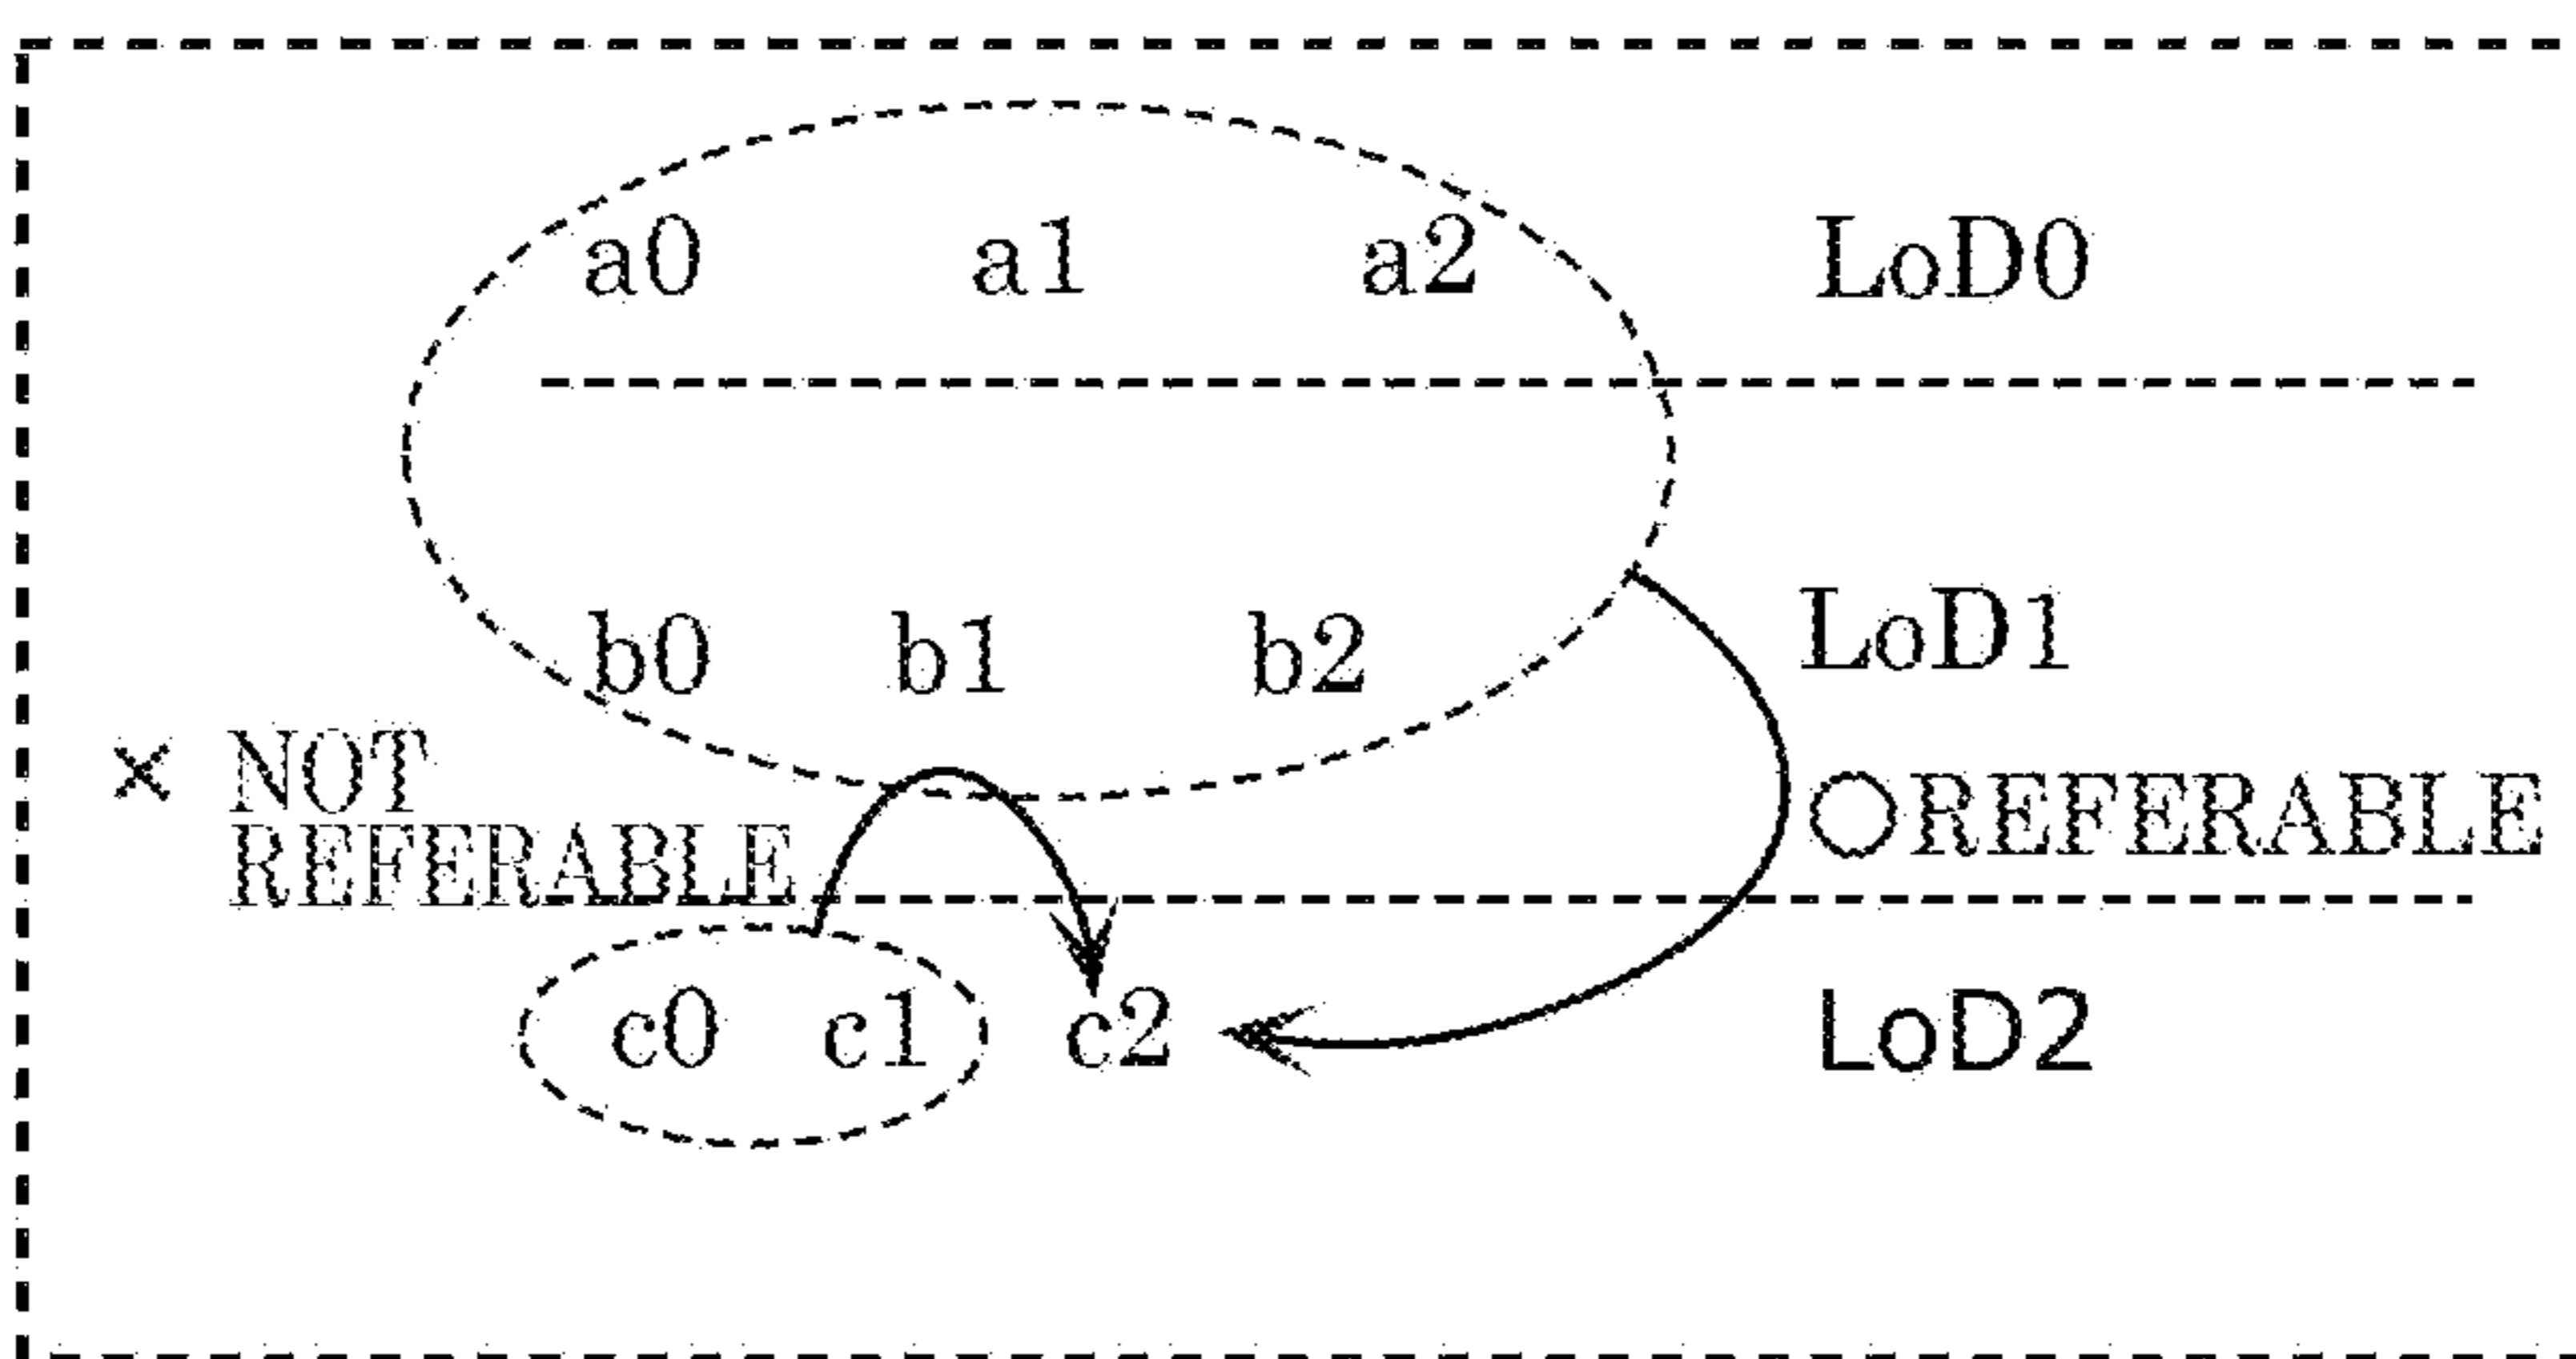 a0 a1 a2 LoD0
b0 b1 b2 LoD1
× NOT
REFERABLE
○REFERABLE
c0 c1 c2 LoD2